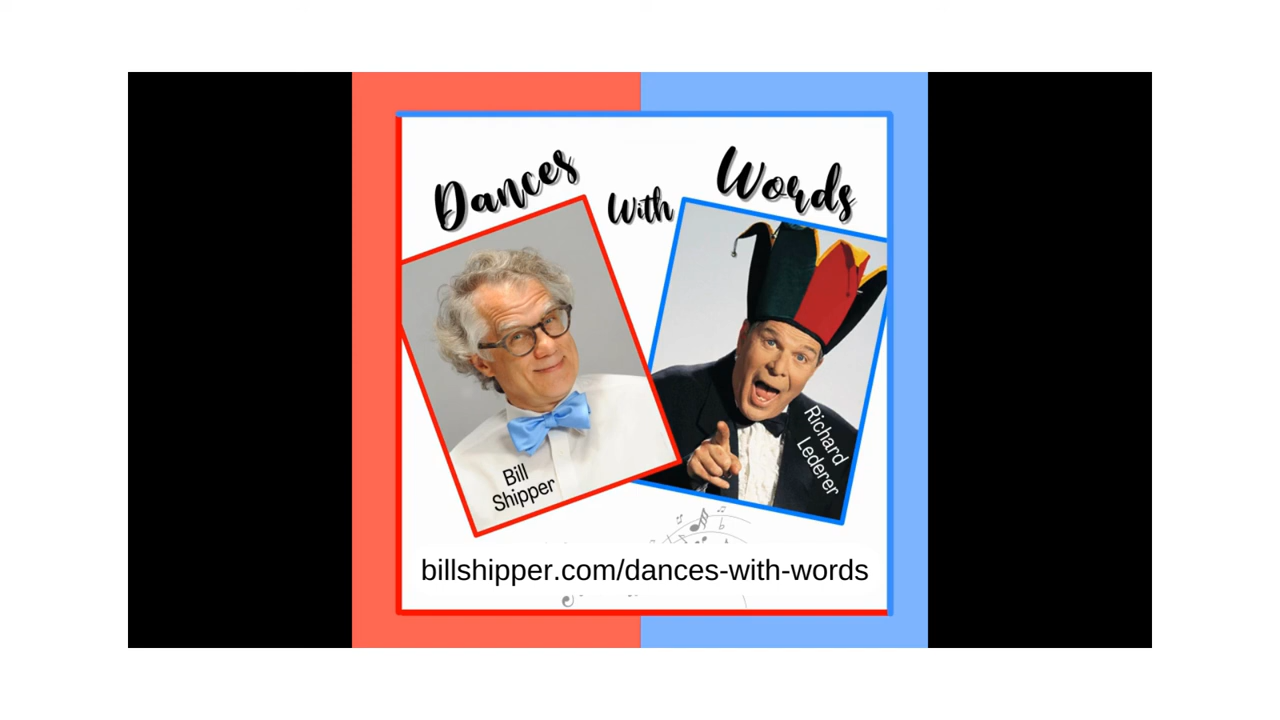 Dances With Words
Bill
Shipper
Richard
Lederer
billshipper.com/dances-with-words